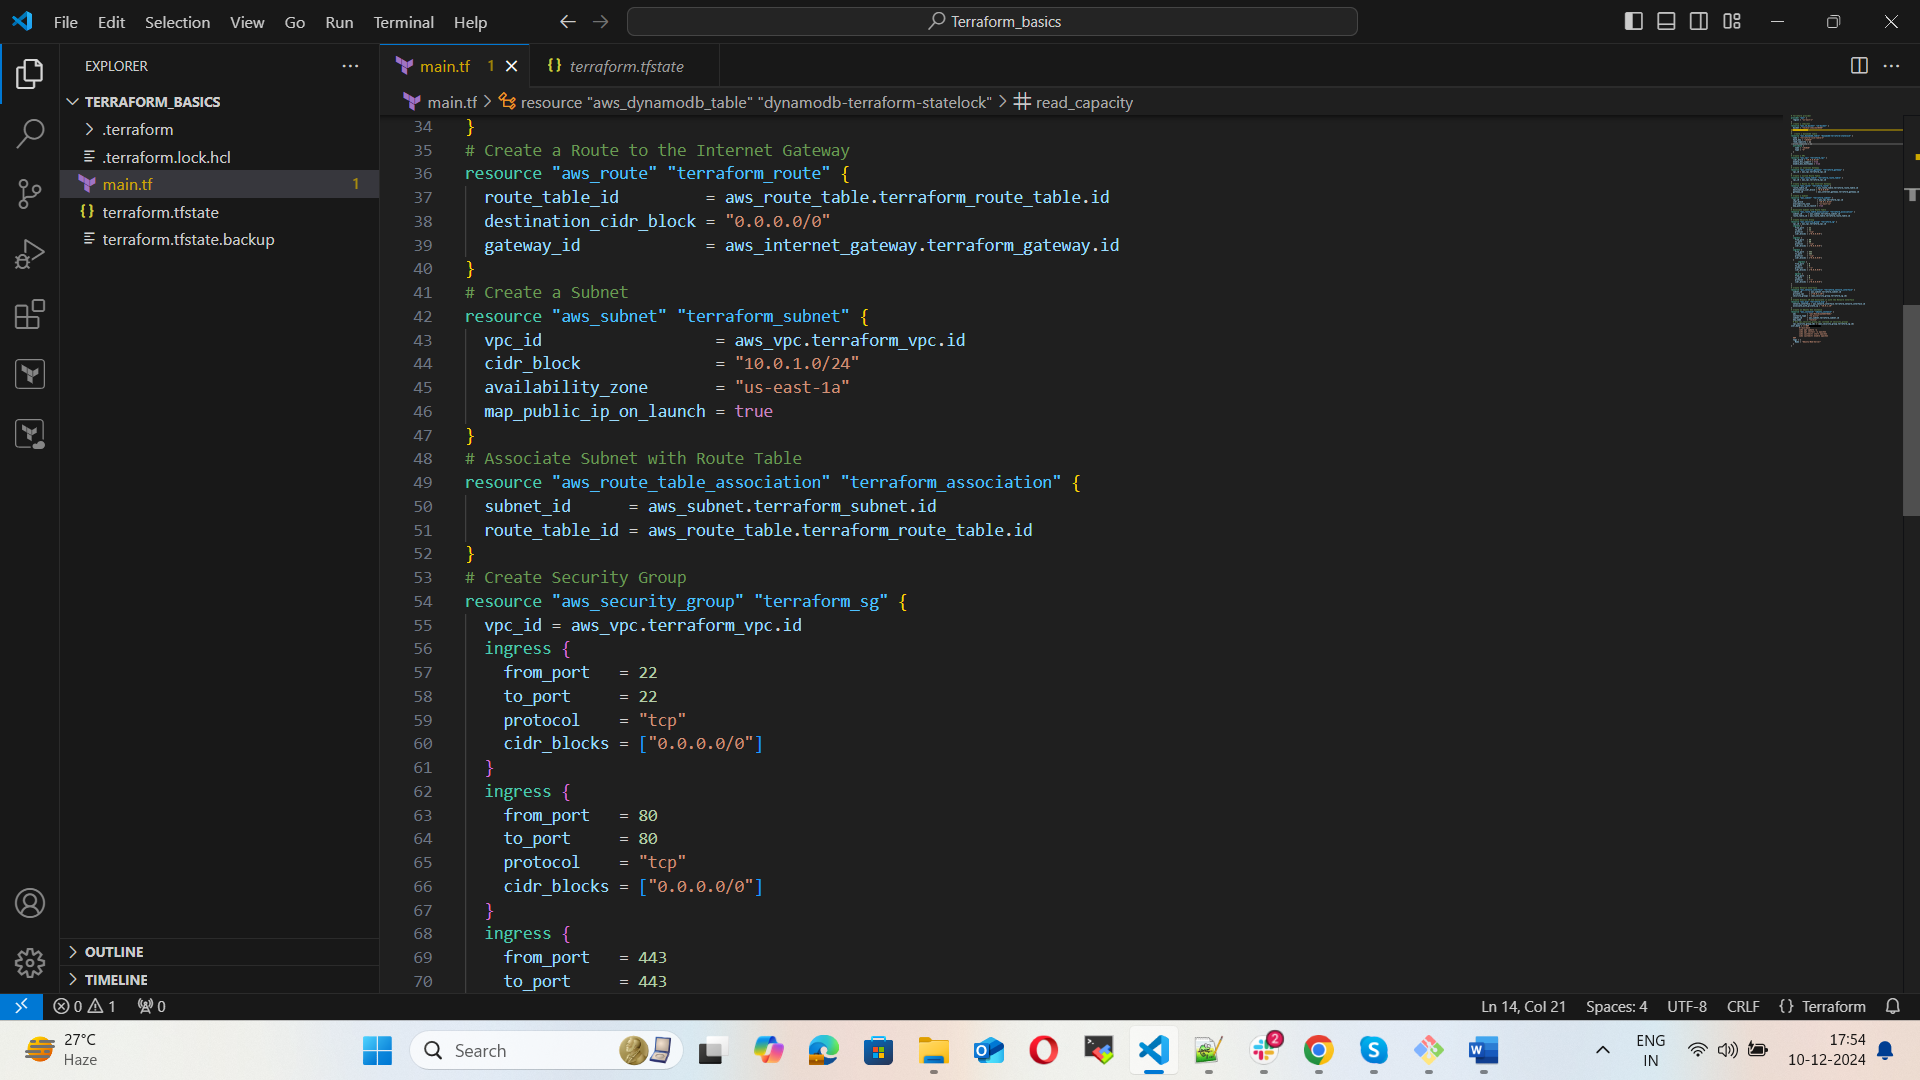 File Edit Selection View Go Run Terminal Help Terraform_basics
EXPLORER
TERRAFORM_BASICS
.terraform
.terraform.lock.hcl
main.tf 1
terraform.tfstate
terraform.tfstate.backup
OUTLINE
TIMELINE
main.tf 1 terraform.tfstate
main.tf > resource "aws_dynamodb_table" "dynamodb-terraform-statelock" > read_capacity
34 }
35 # Create a Route to the Internet Gateway
36 resource "aws_route" "terraform_route" {
37 route_table_id = aws_route_table.terraform_route_table.id
38 destination_cidr_block = "0.0.0.0/0"
39 gateway_id = aws_internet_gateway.terraform_gateway.id
40 }
41 # Create a Subnet
42 resource "aws_subnet" "terraform_subnet" {
43 vpc_id = aws_vpc.terraform_vpc.id
44 cidr_block = "10.0.1.0/24"
45 availability_zone = "us-east-1a"
46 map_public_ip_on_launch = true
47 }
48 # Associate Subnet with Route Table
49 resource "aws_route_table_association" "terraform_association" {
50 subnet_id = aws_subnet.terraform_subnet.id
51 route_table_id = aws_route_table.terraform_route_table.id
52 }
53 # Create Security Group
54 resource "aws_security_group" "terraform_sg" {
55 vpc_id = aws_vpc.terraform_vpc.id
56 ingress {
57 from_port = 22
58 to_port = 22
59 protocol = "tcp"
60 cidr_blocks = ["0.0.0.0/0"]
61 }
62 ingress {
63 from_port = 80
64 to_port = 80
65 protocol = "tcp"
66 cidr_blocks = ["0.0.0.0/0"]
67 }
68 ingress {
69 from_port = 443
70 to_port = 443
0 1 0 Ln 14, Col 21 Spaces: 4 UTF-8 CRLF {} Terraform
27°C
Haze
Search
2
ENG
IN
17:54
10-12-2024